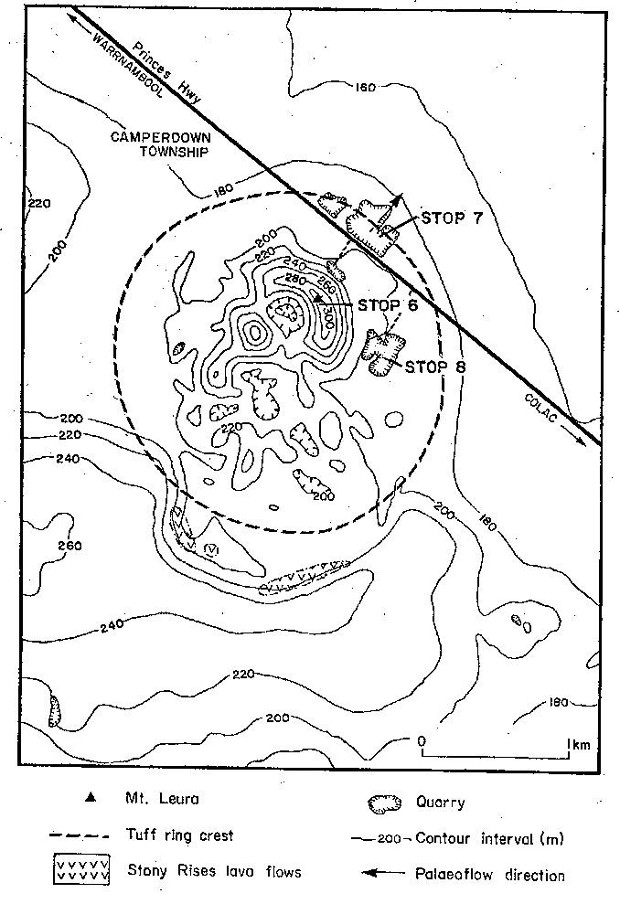 Princes Hwy
WARRNAMBOOL
160
CAMPERDOWN
TOWNSHIP
180
220
200
STOP 7
200
220
240
260
280
STOP 6
300
STOP 8
COLAC
200
220
220
240
200
200
180
260
240
220
180
200
0
1km
Mt. Leura
Quarry
Tuff ring crest
200
Contour interval (m)
Stony Rises lava flows
Palaeoflow direction